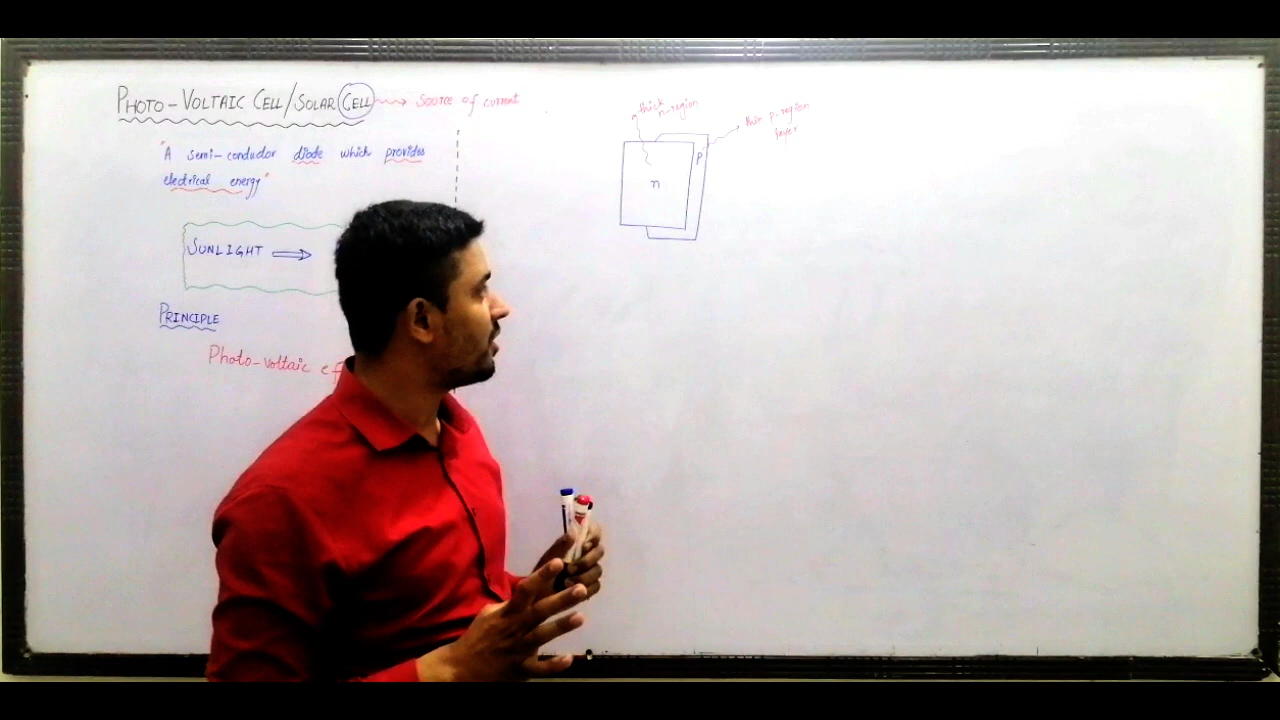 PHOTO-VOLTAIC CELL/SOLAR CELL → Source of current
"A semi-conductor diode which provides
electrical energy"
SUNLIGHT ⇒
PRINCIPLE
Photo-voltaic ef
thick
n-region
thin p-region
layer
n
p